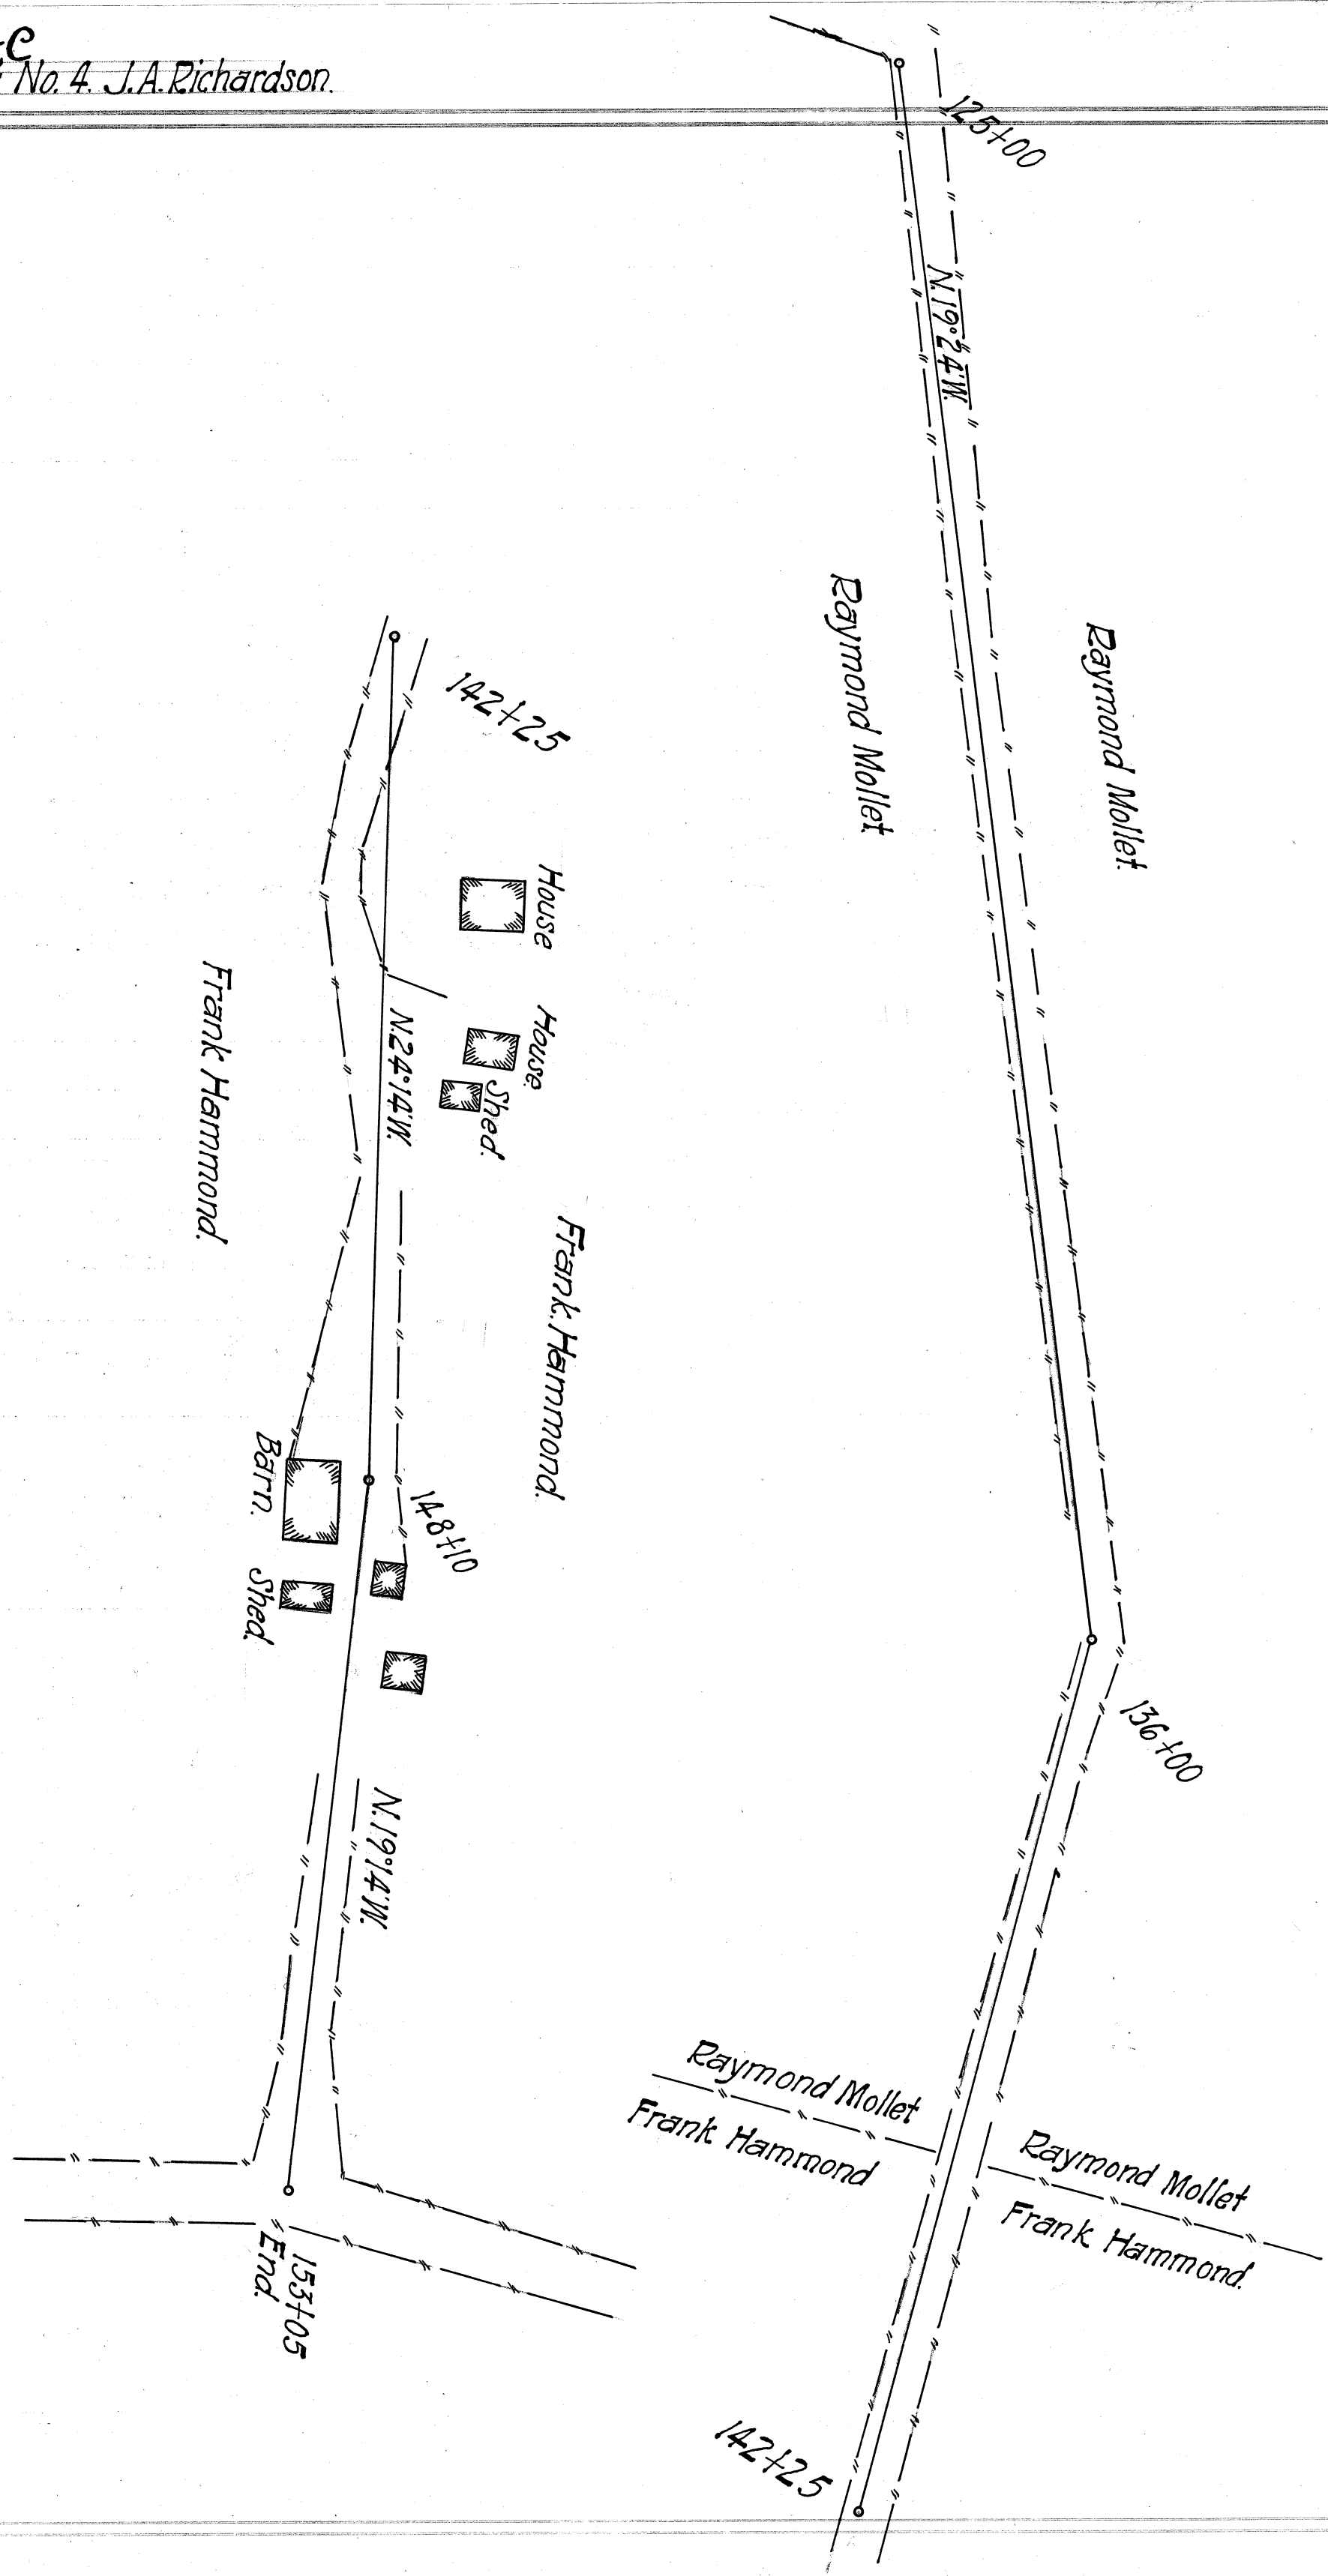 c
No. 4. J.A. Richardson.
125+00
N.19°24'W.
Raymond Mollet.
Raymond Mollet.
136+00
Raymond Mollet
Frank Hammond
Raymond Mollet
Frank Hammond.
142+25
142+25
House
House
Shed.
N.24°14'W.
Frank Hammond.
Frank. Hammond.
Barn.
148+10
Shed.
N.19°14'W.
153+05
End.